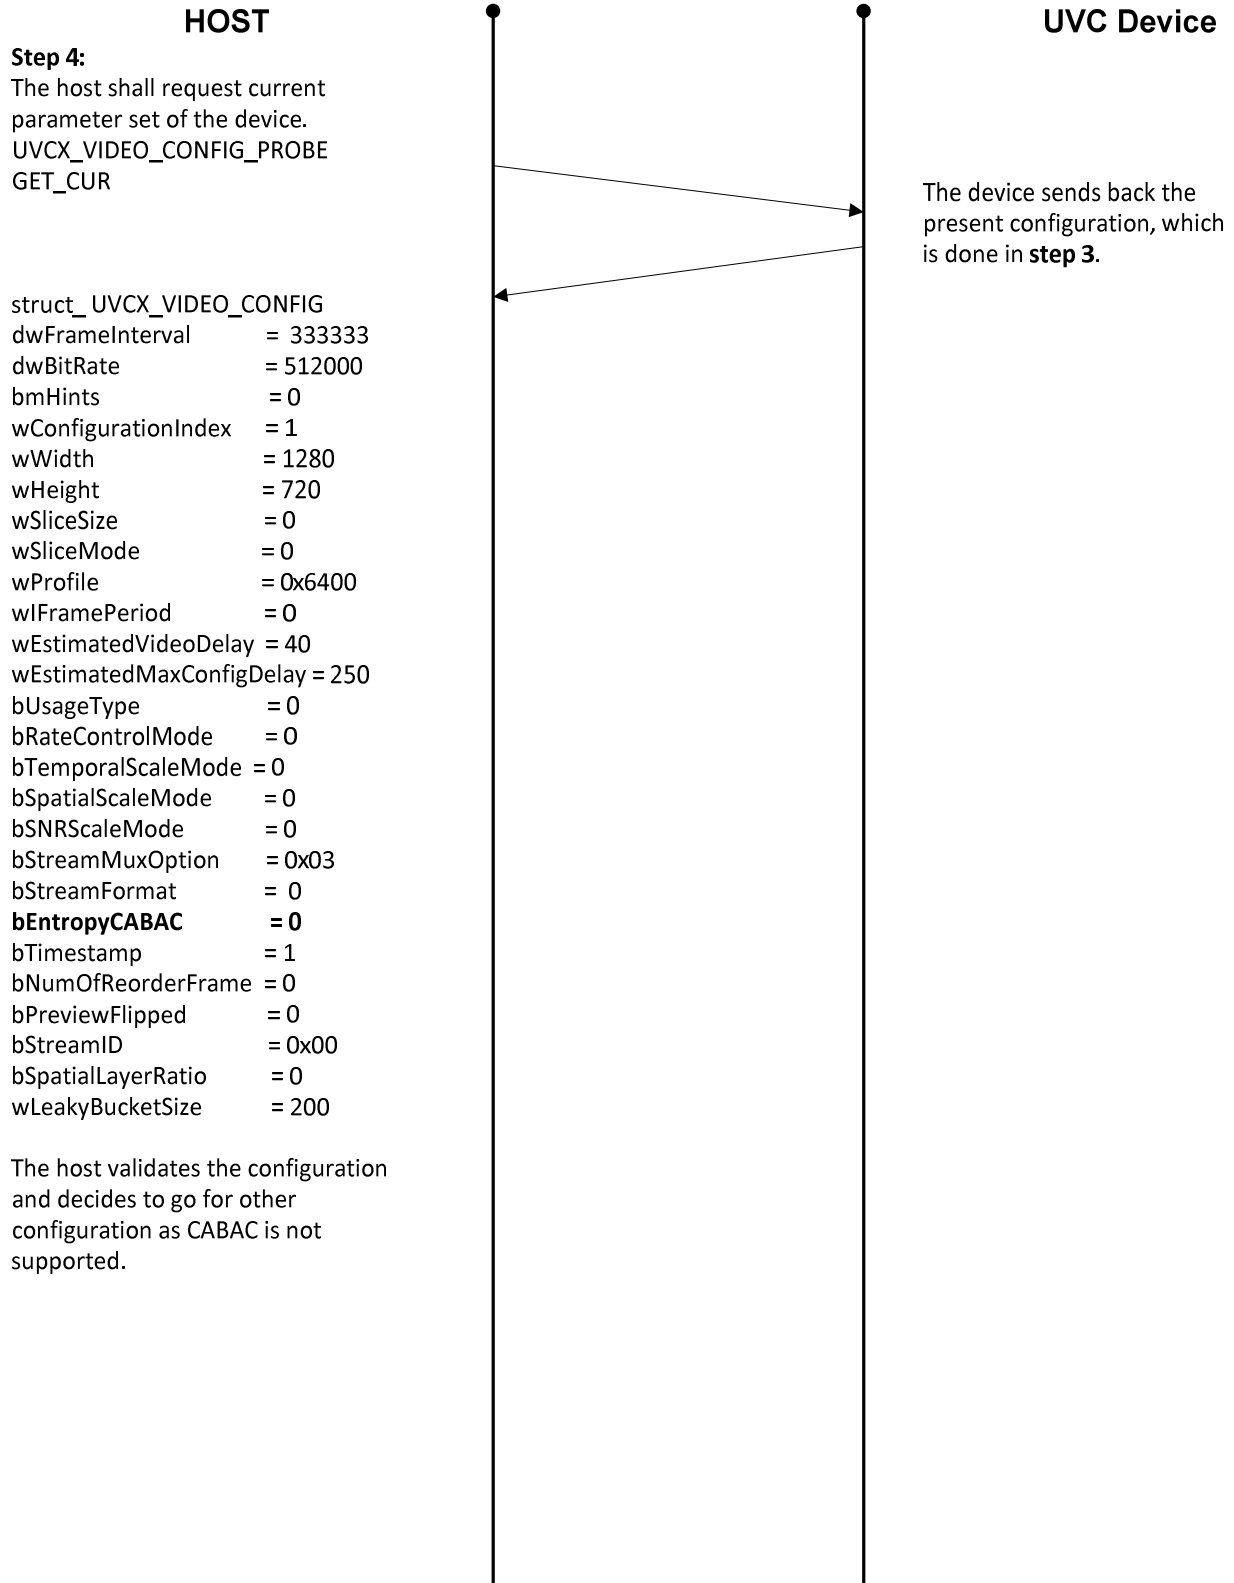 HOST
UVC Device
Step 4:
The host shall request current
parameter set of the device.
UVCX_VIDEO_CONFIG_PROBE
GET_CUR
The device sends back the
present configuration, which
is done in step 3.
struct_ UVCX_VIDEO_CONFIG
dwFrameInterval = 333333
dwBitRate = 512000
bmHints = 0
wConfigurationIndex = 1
wWidth = 1280
wHeight = 720
wSliceSize = 0
wSliceMode = 0
wProfile = 0x6400
wIFramePeriod = 0
wEstimatedVideoDelay = 40
wEstimatedMaxConfigDelay = 250
bUsageType = 0
bRateControlMode = 0
bTemporalScaleMode = 0
bSpatialScaleMode = 0
bSNRScaleMode = 0
bStreamMuxOption = 0x03
bStreamFormat = 0
bEntropyCABAC = 0
bTimestamp = 1
bNumOfReorderFrame = 0
bPreviewFlipped = 0
bStreamID = 0x00
bSpatialLayerRatio = 0
wLeakyBucketSize = 200
The host validates the configuration
and decides to go for other
configuration as CABAC is not
supported.